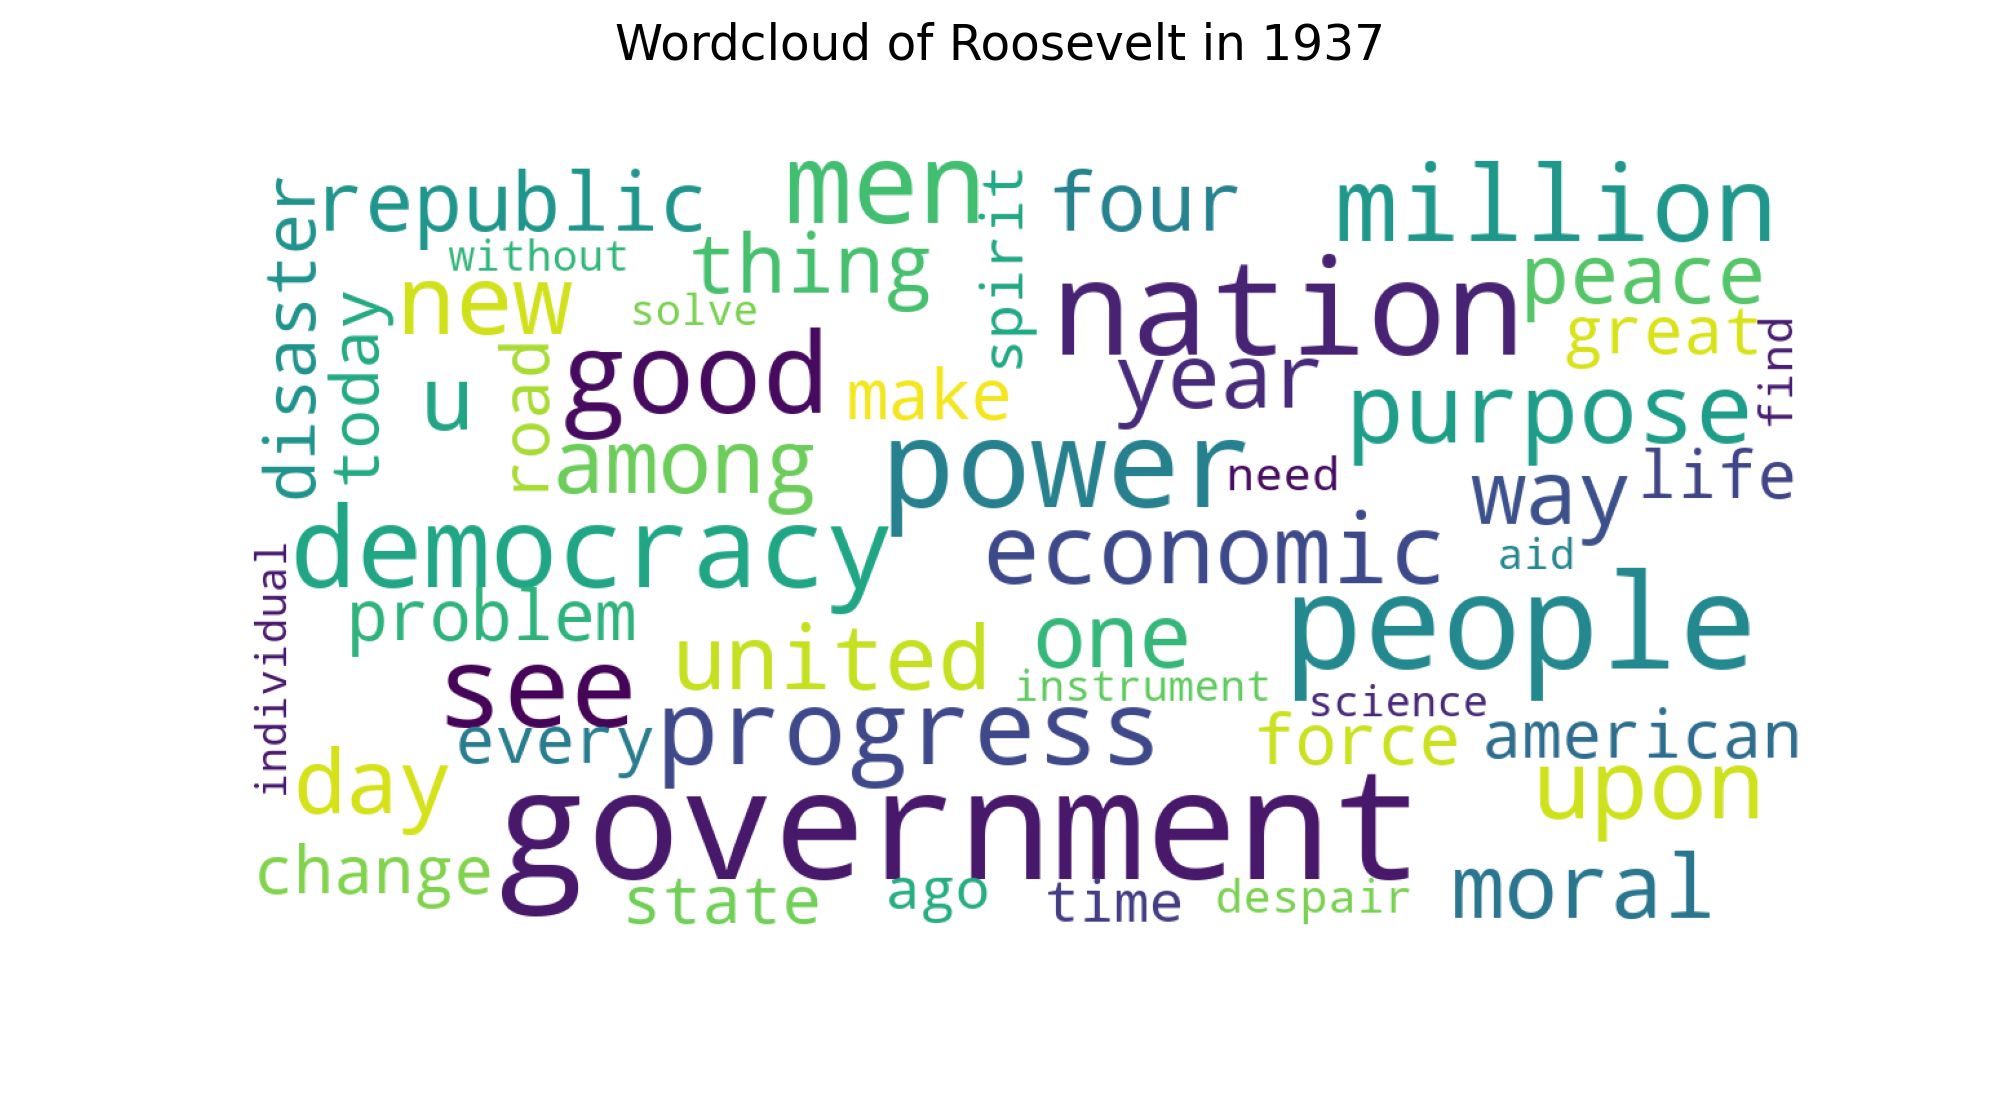 Wordcloud of Roosevelt in 1937
disaster
republic
men
spirit
four
million
without
thing
nation
peace
new
solve
great
find
today
u
road
good
make
year
purpose
among
power
need
way
life
democracy
economic
aid
individual
problem
united
one
people
see
instrument
science
every
progress
force
american
day
government
upon
change
state
ago
time
despair
moral